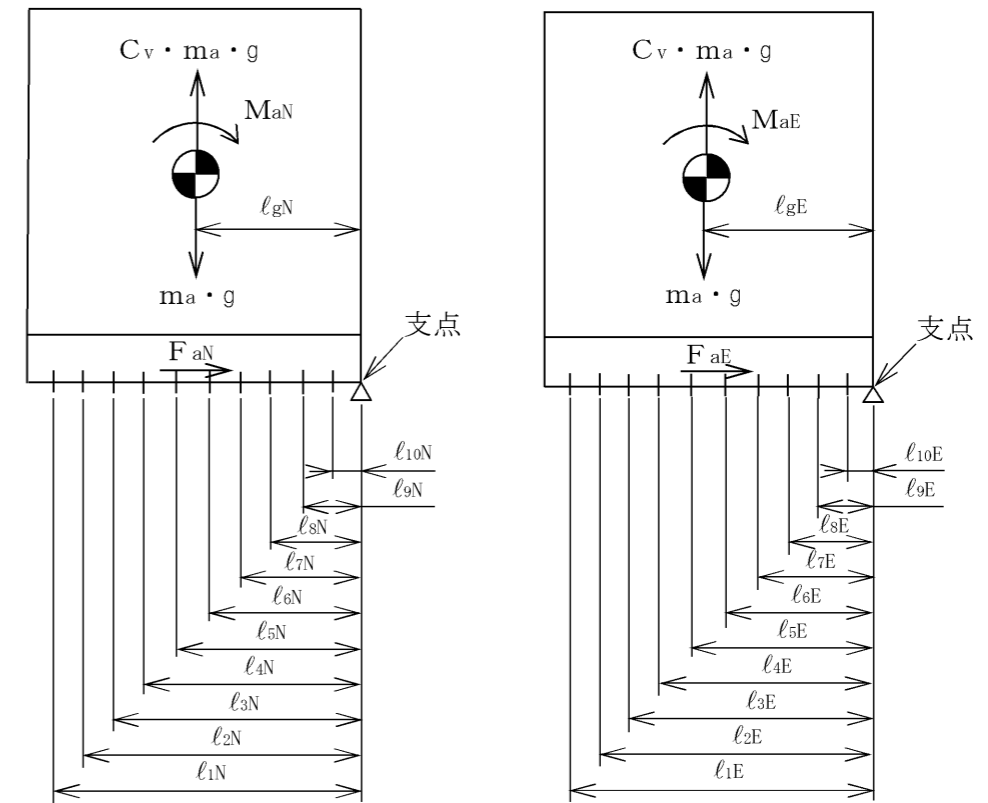 Cv・ma・g
MaN
ℓgN
ma・g
支点
FaN
ℓ10N
ℓ9N
ℓ8N
ℓ7N
ℓ6N
ℓ5N
ℓ4N
ℓ3N
ℓ2N
ℓ1N
Cv・ma・g
MaE
ℓgE
ma・g
支点
FaE
ℓ10E
ℓ9E
ℓ8E
ℓ7E
ℓ6E
ℓ5E
ℓ4E
ℓ3E
ℓ2E
ℓ1E